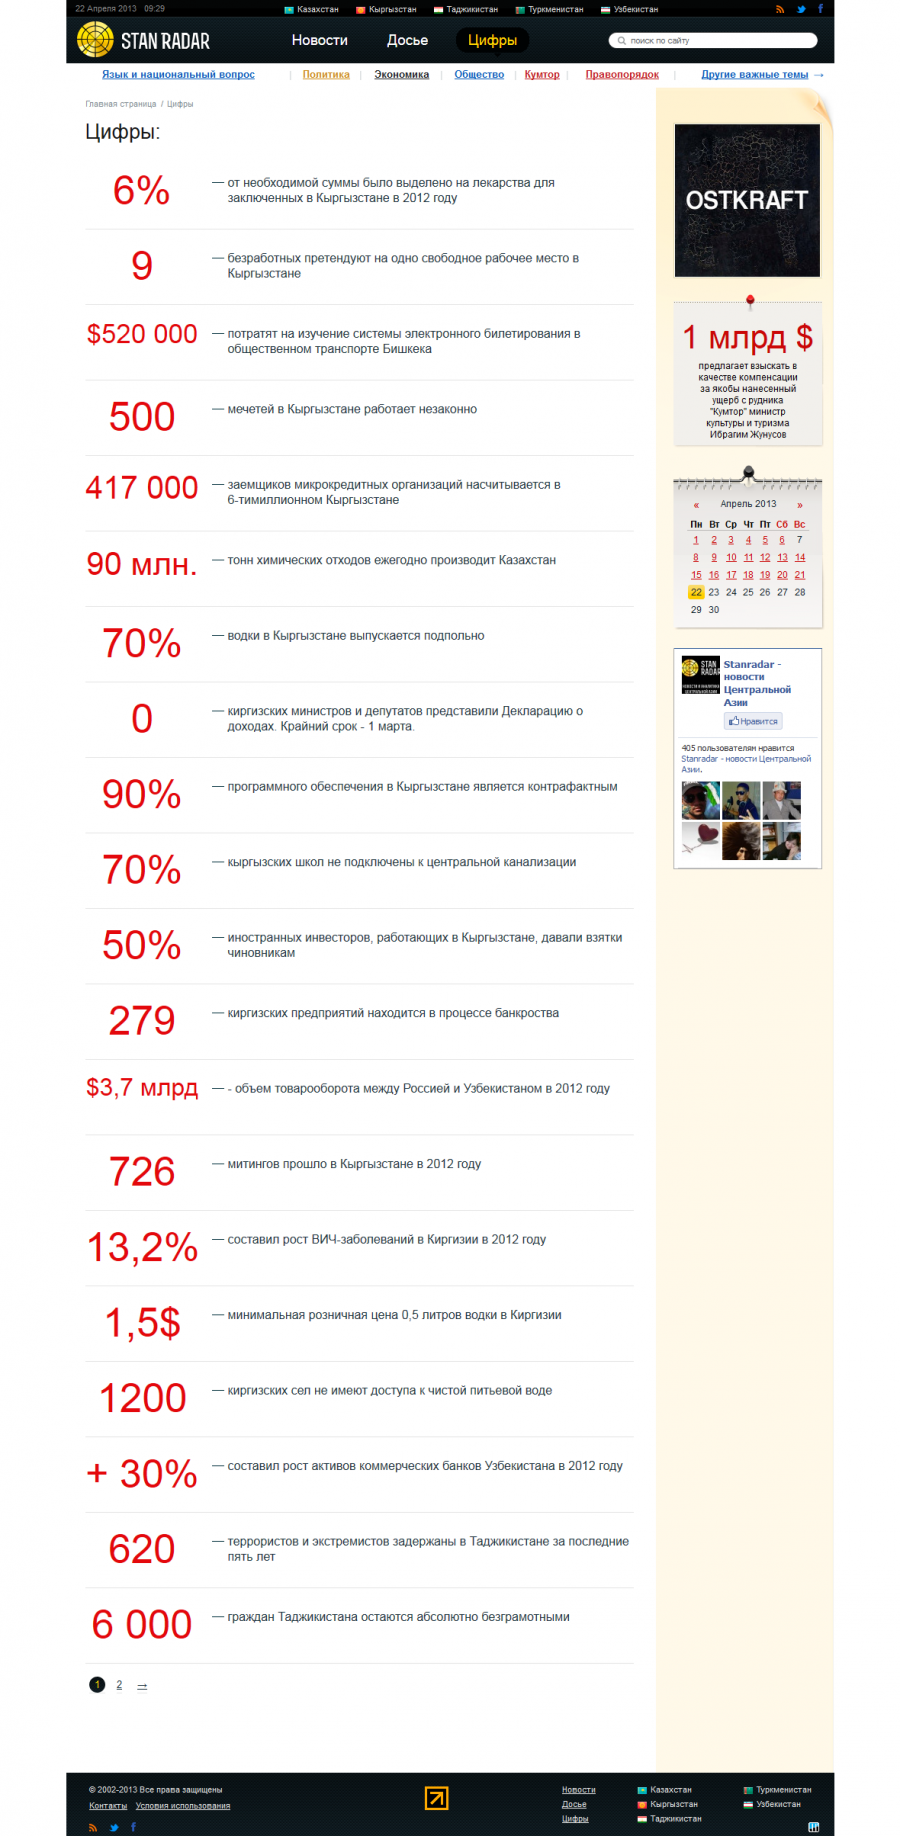 22 Апреля 2013 09:29
Казахстан Кыргызстан Таджикистан Туркменистан Узбекистан
STAN RADAR Новости Досье Цифры поиск по сайту
Язык и национальный вопрос | Политика | Экономика | Общество | Кумтор | Правопорядок | Другие важные темы →
Главная страница / Цифры
Цифры:
6% — от необходимой суммы было выделено на лекарства для
заключенных в Кыргызстане в 2012 году
9 — безработных претендуют на одно свободное рабочее место в
Кыргызстане
$520 000 — потратят на изучение системы электронного билетирования в
общественном транспорте Бишкека
500 — мечетей в Кыргызстане работает незаконно
417 000 — заемщиков микрокредитных организаций насчитывается в
6-тимиллионном Кыргызстане
90 млн. — тонн химических отходов ежегодно производит Казахстан
70% — водки в Кыргызстане выпускается подпольно
0 — киргизских министров и депутатов представили Декларацию о
доходах. Крайний срок - 1 марта.
90% — программного обеспечения в Кыргызстане является контрафактным
70% — кыргызских школ не подключены к центральной канализации
50% — иностранных инвесторов, работающих в Кыргызстане, давали взятки
чиновникам
279 — киргизских предприятий находится в процессе банкроства
$3,7 млрд — - объем товарооборота между Россией и Узбекистаном в 2012 году
726 — митингов прошло в Кыргызстане в 2012 году
13,2% — составил рост ВИЧ-заболеваний в Киргизии в 2012 году
1,5$ — минимальная розничная цена 0,5 литров водки в Киргизии
1200 — киргизских сел не имеют доступа к чистой питьевой воде
+ 30% — составил рост активов коммерческих банков Узбекистана в 2012 году
620 — террористов и экстремистов задержаны в Таджикистане за последние
пять лет
6 000 — граждан Таджикистана остаются абсолютно безграмотными
1 2 →
OSTKRAFT
1 млрд $
предлагает взыскать в
качестве компенсации
за якобы нанесенный
ущерб с рудника
"Кумтор" министр
культуры и туризма
Ибрагим Жунусов
« Апрель 2013 »
Пн Вт Ср Чт Пт Сб Вс
1 2 3 4 5 6 7
8 9 10 11 12 13 14
15 16 17 18 19 20 21
22 23 24 25 26 27 28
29 30
STAN RADAR
НОВОСТИ И АНАЛИТИКА
ЦЕНТРАЛЬНОЙ АЗИИ
Stanradar -
новости
Центральной
Азии
Нравится
405 пользователям нравится
Stanradar - новости Центральной
Азии.
© 2002-2013 Все права защищены
Контакты Условия использования
Новости
Досье
Цифры
Казахстан
Кыргызстан
Таджикистан
Туркменистан
Узбекистан